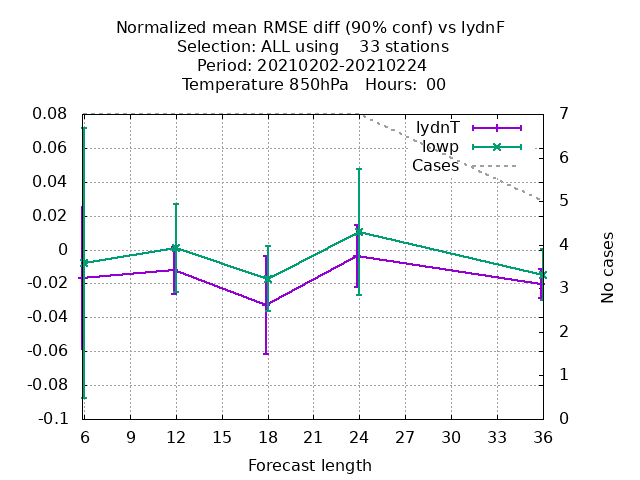 Normalized mean RMSE diff (90% conf) vs lydnF
Selection: ALL using    33 stations
Period: 20210202-20210224
Temperature 850hPa   Hours:  00
lydnT
lowp
Cases
0.08
0.06
0.04
0.02
0
-0.02
-0.04
-0.06
-0.08
-0.1
7
6
5
4
3
2
1
0
No cases
6 9 12 15 18 21 24 27 30 33 36
Forecast length